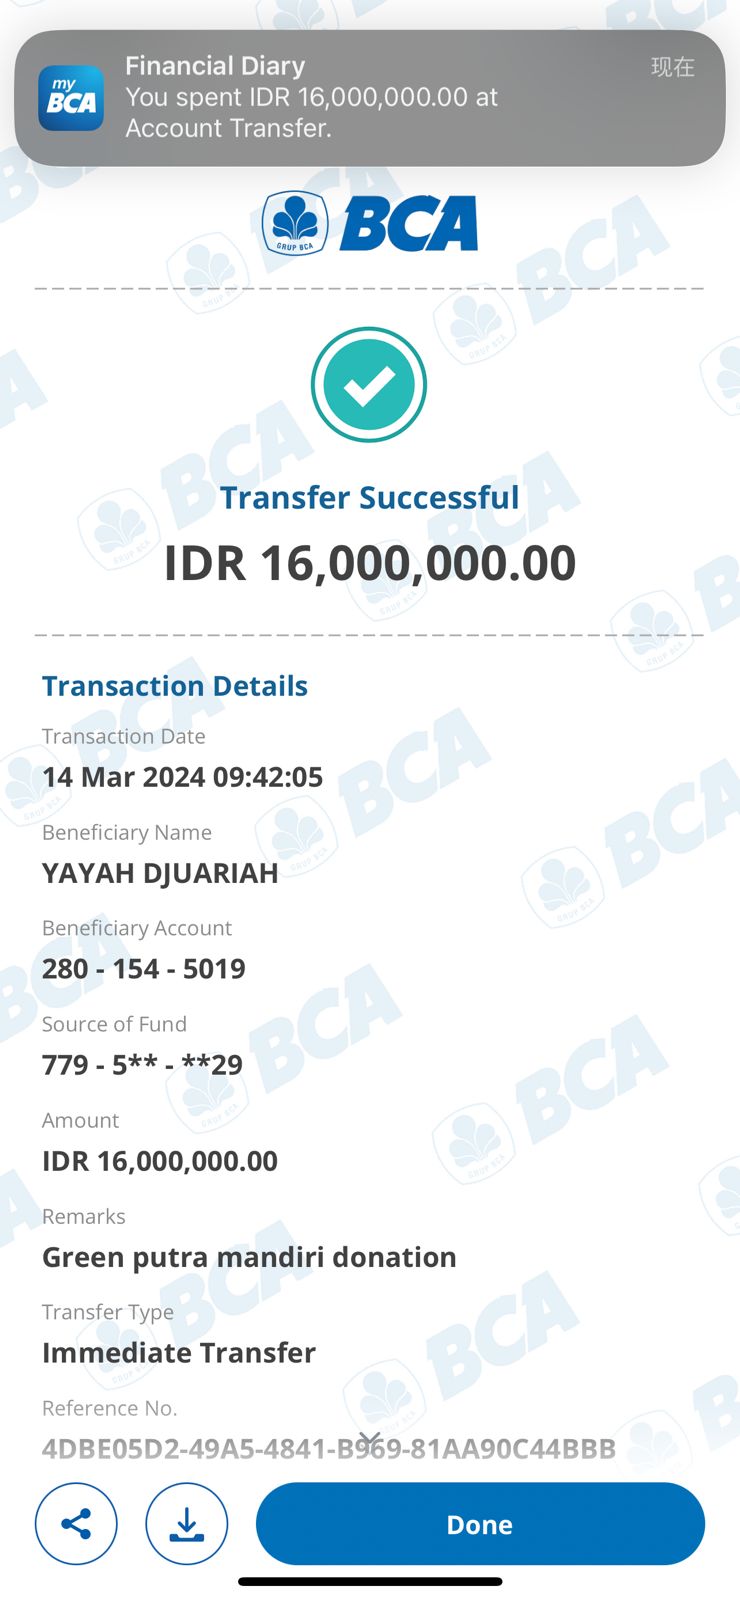 Financial Diary
现在
You spent IDR 16,000,000.00 at
Account Transfer.
my
BCA
GRUP BCA
BCA
Transfer Successful
IDR 16,000,000.00
Transaction Details
Transaction Date
14 Mar 2024 09:42:05
Beneficiary Name
YAYAH DJUARIAH
Beneficiary Account
280 - 154 - 5019
Source of Fund
779 - 5** - **29
Amount
IDR 16,000,000.00
Remarks
Green putra mandiri donation
Transfer Type
Immediate Transfer
Reference No.
4DBE05D2-49A5-4841-B969-81AA90C44BBB
Done